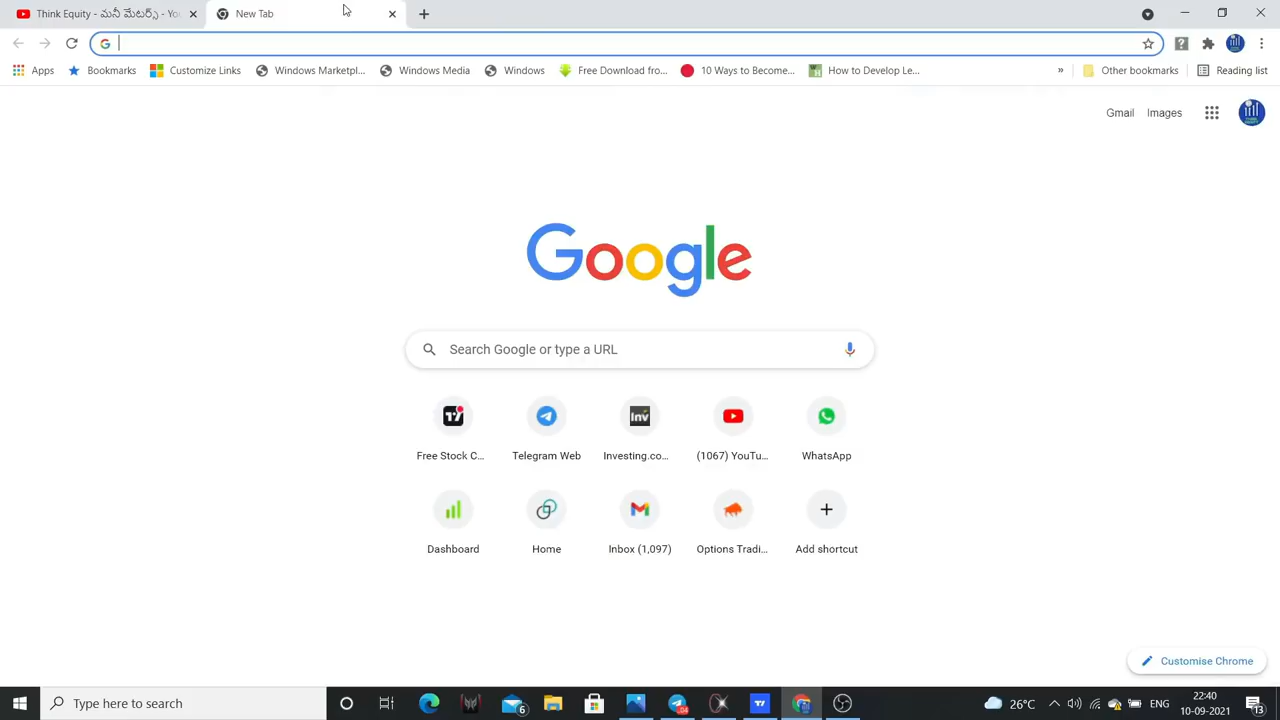 Think Equity - మనీ మేటర్స్ - Yo
New Tab
Apps
Bookmarks
Customize Links
Windows Marketpl...
Windows Media
Windows
Free Download fro...
10 Ways to Become...
How to Develop Le...
»
Other bookmarks
Reading list
Gmail
Images
Google
Search Google or type a URL
Free Stock C...
Telegram Web
Investing.co...
(1067) YouTu...
WhatsApp
Dashboard
Home
Inbox (1,097)
Options Tradi...
Add shortcut
Customise Chrome
Type here to search
26°C
ENG
22:40
10-09-2021